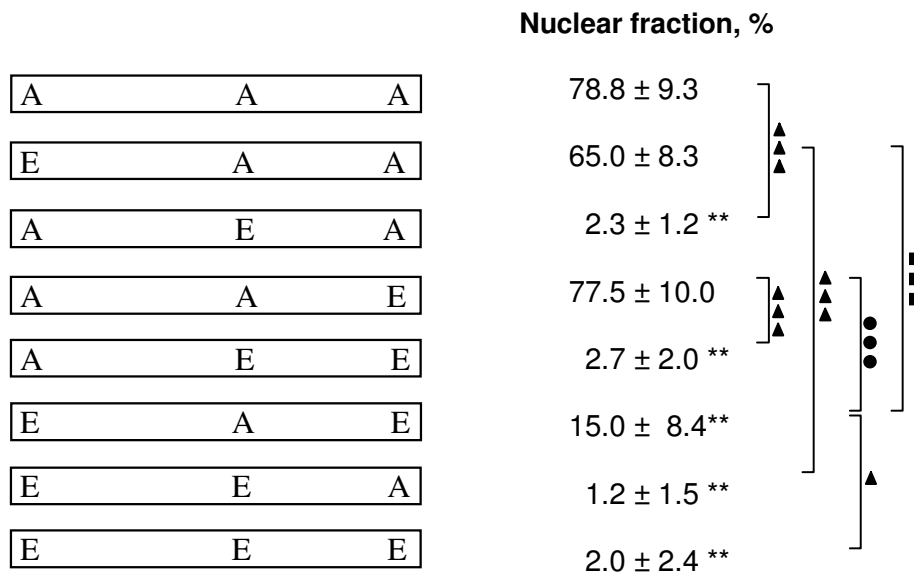 Nuclear fraction, %
A A A 78.8 ± 9.3
E A A 65.0 ± 8.3
A E A 2.3 ± 1.2 **
A A E 77.5 ± 10.0
A E E 2.7 ± 2.0 **
E A E 15.0 ± 8.4**
E E A 1.2 ± 1.5 **
E E E 2.0 ± 2.4 **